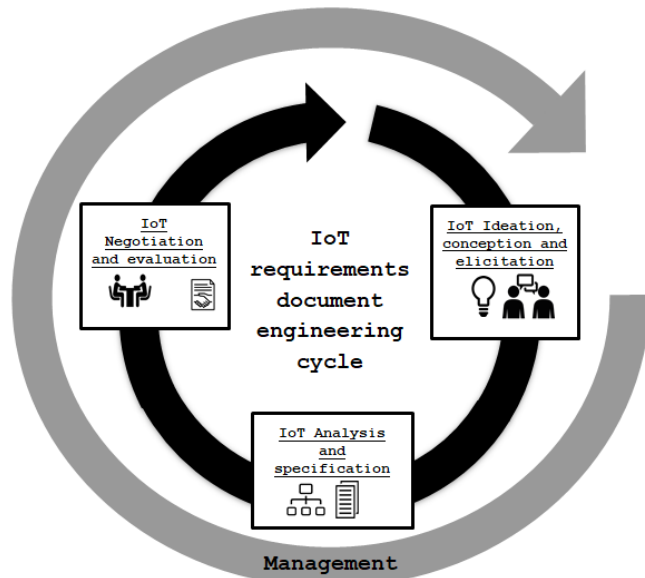 IoT
Negotiation
and evaluation
IoT Ideation,
conception and
elicitation
IoT
requirements
document
engineering
cycle
IoT Analysis
and
specification
Management